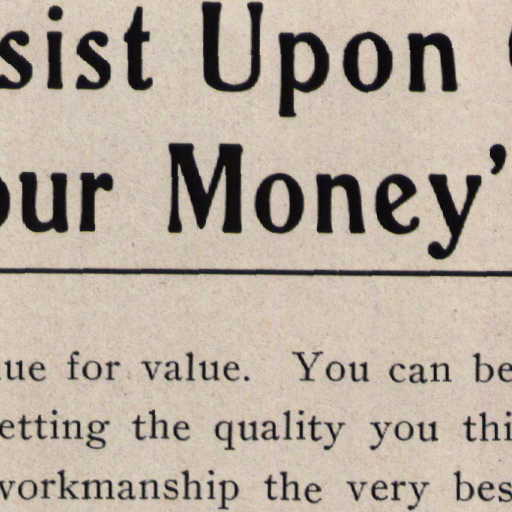 sist Upon
our Money'
ue for value. You can be
etting the quality you thi
workmanship the very bes